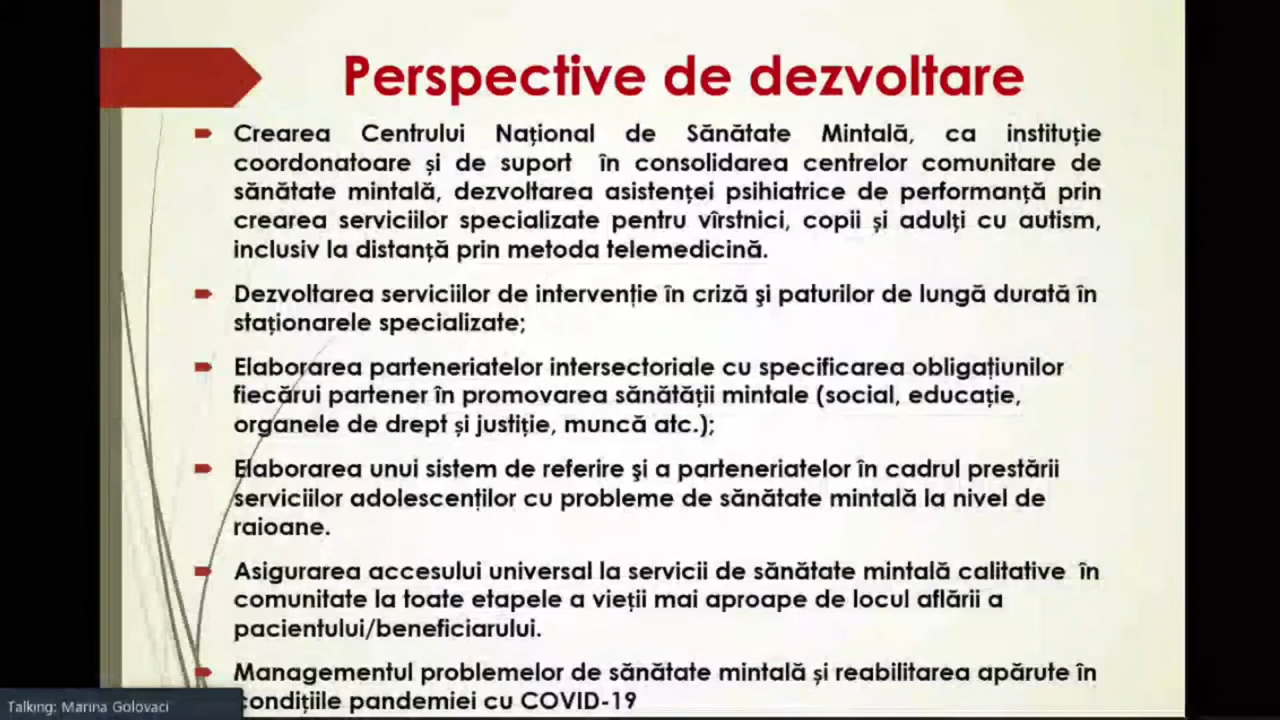 Perspective de dezvoltare
Crearea Centrului Național de Sănătate Mintală, ca instituție
coordonatoare și de suport în consolidarea centrelor comunitare de
sănătate mintală, dezvoltarea asistenței psihiatrice de performanță prin
crearea serviciilor specializate pentru vîrstnici, copii și adulți cu autism,
inclusiv la distanță prin metoda telemedicină.
Dezvoltarea serviciilor de intervenție în criză şi paturilor de lungă durată în
staționarele specializate;
Elaborarea parteneriatelor intersectoriale cu specificarea obligațiunilor
fiecărui partener în promovarea sănătății mintale (social, educație,
organele de drept și justiție, muncă atc.);
Elaborarea unui sistem de referire şi a parteneriatelor în cadrul prestării
serviciilor adolescenților cu probleme de sănătate mintală la nivel de
raioane.
Asigurarea accesului universal la servicii de sănătate mintală calitative în
comunitate la toate etapele a vieții mai aproape de locul aflării a
pacientului/beneficiarului.
Managementul problemelor de sănătate mintală și reabilitarea apărute în
condițiile pandemiei cu COVID-19
Talking: Marina Golovaci